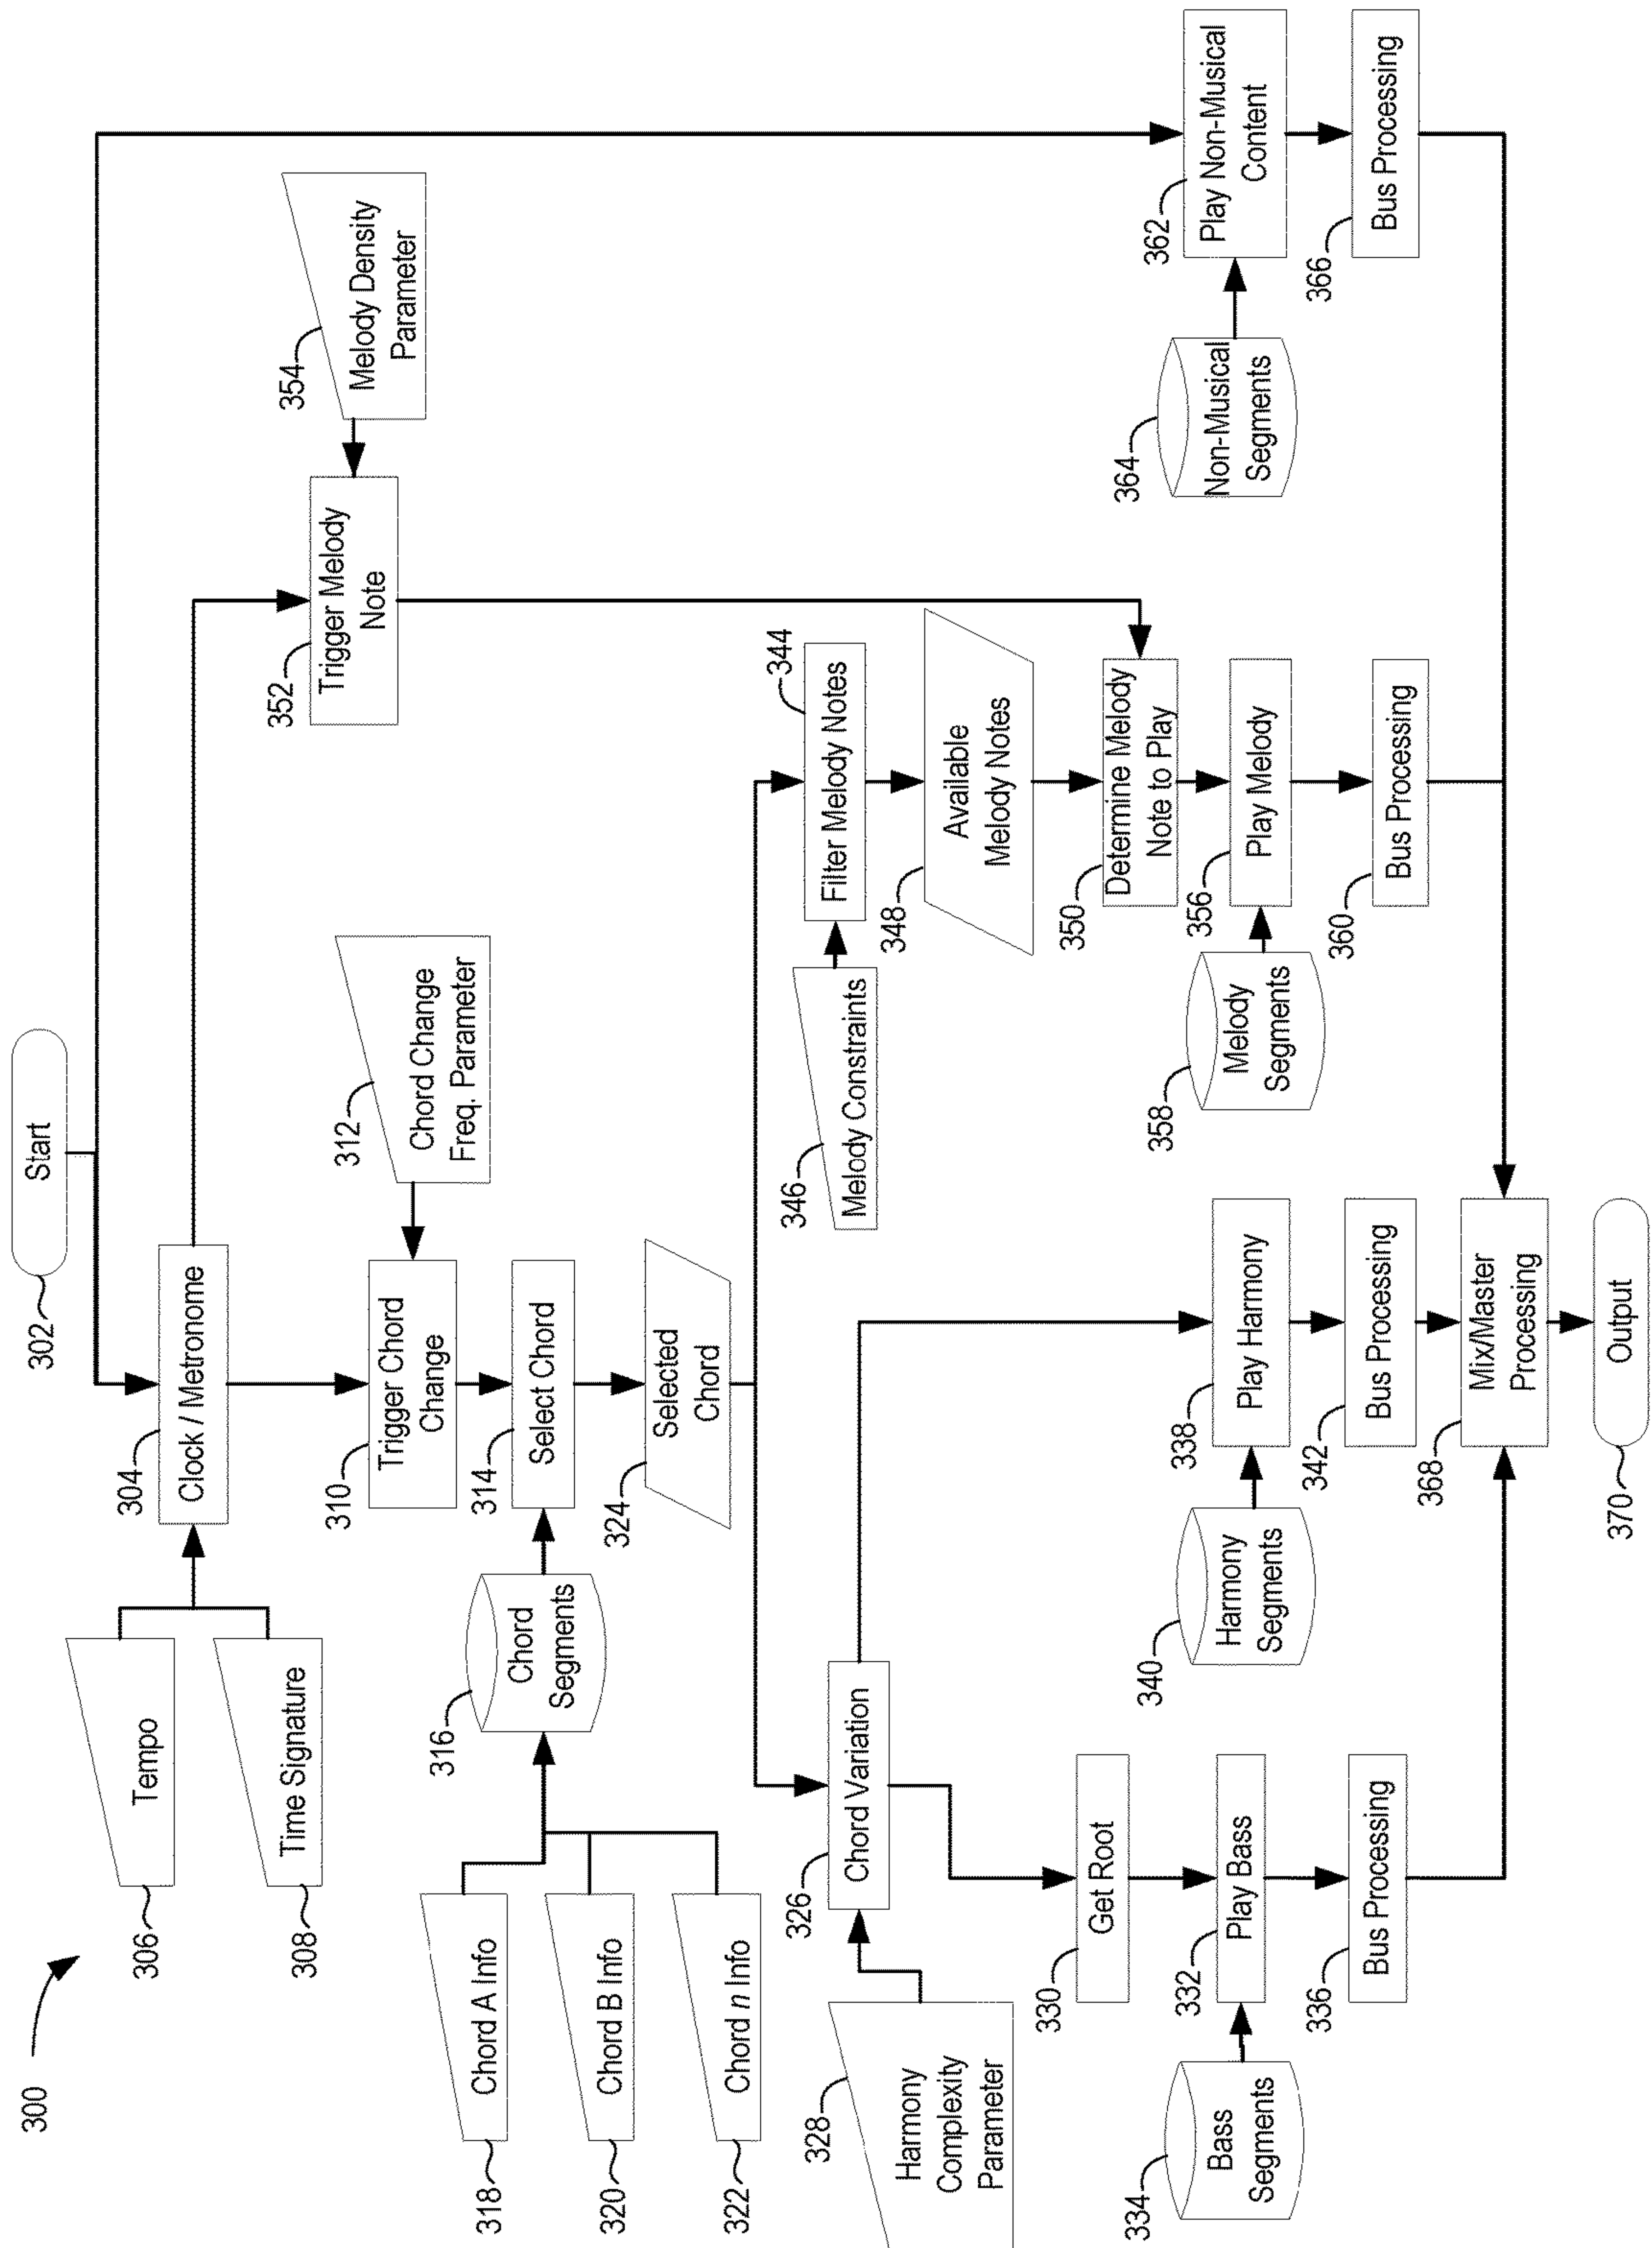 300
302
Start
304
Clock / Metronome
306
Tempo
308
Time Signature
310
Trigger Chord
Change
312
Chord Change
Freq. Parameter
352
Trigger Melody
Note
354
Melody Density
Parameter
314
Select Chord
316
Chord
Segments
318
Chord A Info
320
Chord B Info
322
Chord n Info
324
Selected
Chord
326
Chord Variation
328
Harmony
Complexity
Parameter
344
Filter Melody Notes
346
Melody Constraints
348
Available
Melody Notes
350
Determine Melody
Note to Play
330
Get Root
332
Play Bass
334
Bass
Segments
336
Bus Processing
338
Play Harmony
340
Harmony
Segments
342
Bus Processing
356
Play Melody
358
Melody
Segments
360
Bus Processing
362
Play Non-Musical
Content
364
Non-Musical
Segments
366
Bus Processing
368
Mix/Master
Processing
370
Output